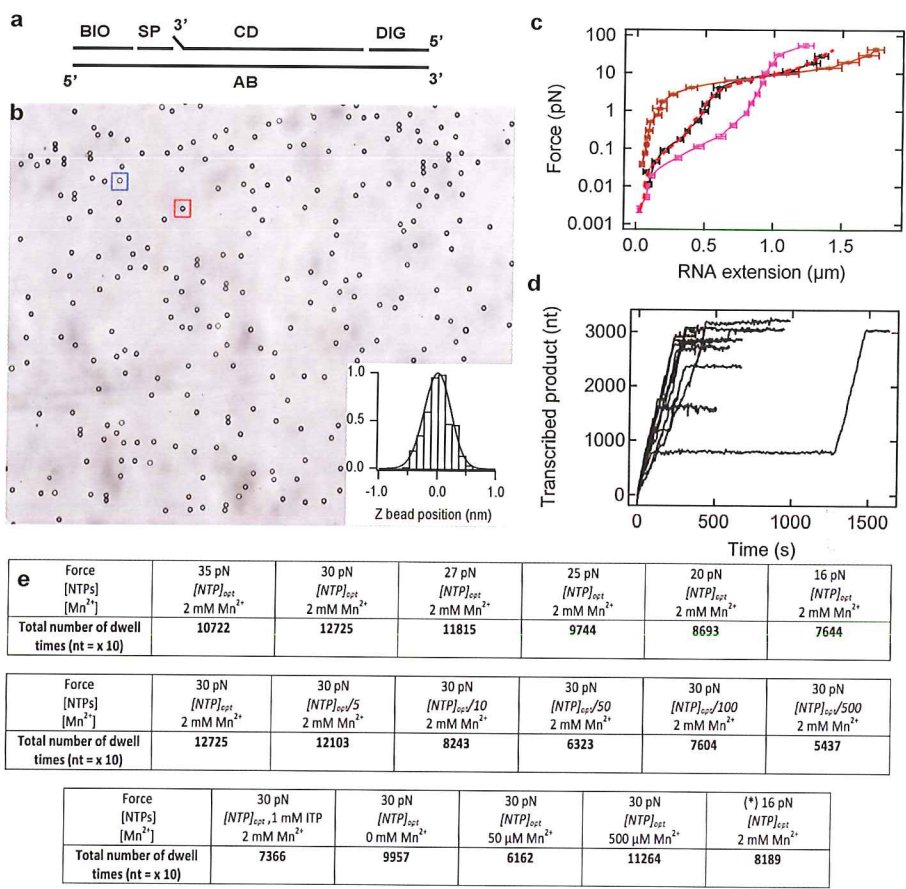 a
BIO SP 3' CD DIG 5'
5' AB 3'
b
1.0
0.5
0.0
-1.0 0.0 1.0
Z bead position (nm)
c
Force (pN)
100
10
1
0.1
0.01
0.001
0.0 0.5 1.0 1.5
RNA extension (µm)
d
Transcribed product (nt)
3000
2000
1000
0
0 500 1000 1500
Time (s)
e
Force 35 pN 30 pN 27 pN 25 pN 20 pN 16 pN
[NTPs] [NTP]opt [NTP]opt [NTP]opt [NTP]opt [NTP]opt [NTP]opt
[Mn2+] 2 mM Mn2+ 2 mM Mn2+ 2 mM Mn2+ 2 mM Mn2+ 2 mM Mn2+ 2 mM Mn2+
Total number of dwell 10722 12725 11815 9744 8693 7644
times (nt = x 10)
Force 30 pN 30 pN 30 pN 30 pN 30 pN 30 pN
[NTPs] [NTP]opt [NTP]opt/5 [NTP]opt/10 [NTP]opt/50 [NTP]opt/100 [NTP]opt/500
[Mn2+] 2 mM Mn2+ 2 mM Mn2+ 2 mM Mn2+ 2 mM Mn2+ 2 mM Mn2+ 2 mM Mn2+
Total number of dwell 12725 12103 8243 6323 7604 5437
times (nt = x 10)
Force 30 pN 30 pN 30 pN 30 pN (*) 16 pN
[NTPs] [NTP]opt ,1 mM ITP [NTP]opt [NTP]opt [NTP]opt [NTP]opt
[Mn2+] 2 mM Mn2+ 0 mM Mn2+ 50 µM Mn2+ 500 µM Mn2+ 2 mM Mn2+
Total number of dwell 7366 9957 6162 11264 8189
times (nt = x 10)